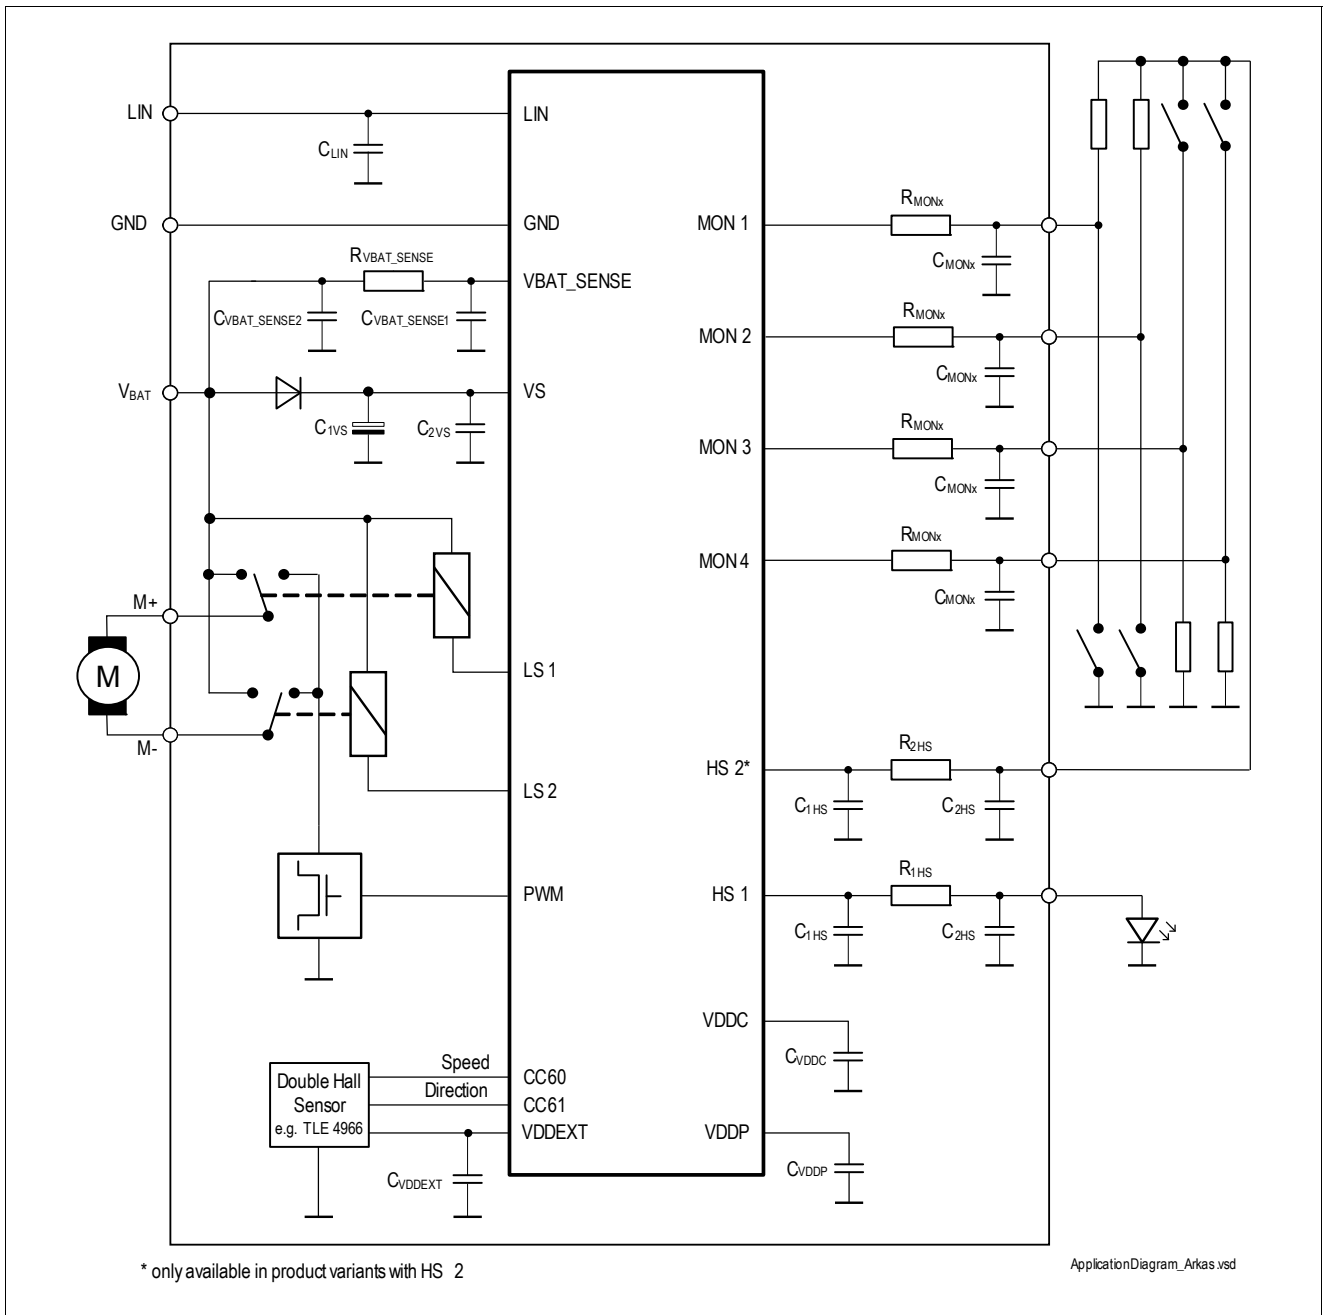 LIN
LIN
CLIN
RMONx
GND
GND
MON 1
RVBAT_SENSE
CMONx
VBAT_SENSE
RMONx
CVBAT_SENSE2
CVBAT_SENSE1
MON 2
CMONx
VBAT
VS
RMONx
C1VS
C2VS
MON 3
CMONx
RMONx
MON 4
CMONx
M+
M
LS 1
M-
R2HS
HS 2*
LS 2
C1HS
C2HS
R1HS
PWM
HS 1
C1HS
C2HS
VDDC
Speed
CVDDC
Double Hall
Sensor
e.g. TLE 4966
CC60
Direction
CC61
VDDEXT
VDDP
CVDDEXT
CVDDP
* only available in product variants with HS 2
ApplicationDiagram_Arkas.vsd